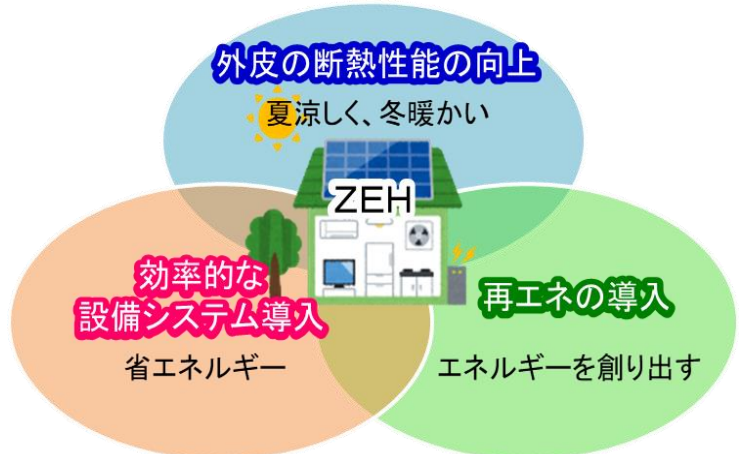 外皮の断熱性能の向上
夏涼しく、冬暖かい
ZEH
効率的な
設備システム導入
省エネルギー
再エネの導入
エネルギーを創り出す